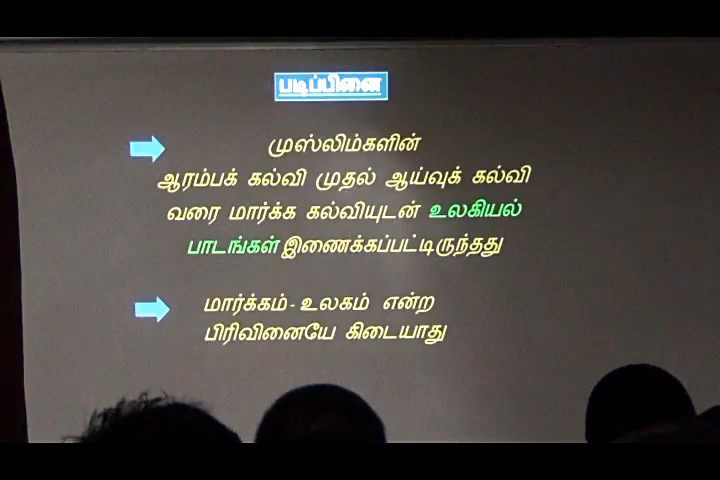 படிப்பினை
முஸ்லிம்களின்
ஆரம்பக் கல்வி முதல் ஆய்வுக் கல்வி
வரை மார்க்க கல்வியுடன் உலகியல்
பாடங்கள் இணைக்கப்பட்டிருந்தது
மார்க்கம் - உலகம் என்ற
பிரிவினையே கிடையாது